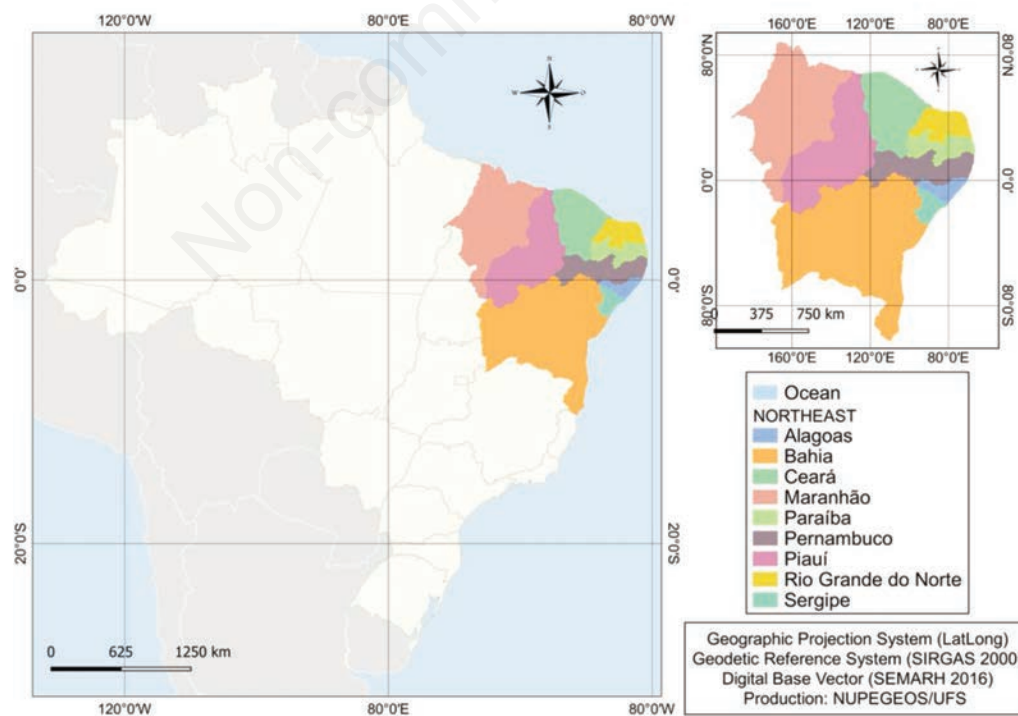 120°0'W 80°0'E 80°0'W
0°0' 0°0'
20°0'S 20°0'S
120°0'W 80°0'E 80°0'W
N
W O
S
0 625 1250 km
160°0'E 120°0'E 80°0'E
80°0'N 80°0'N
0°0' 0°0'
80°0'S 80°0'S
0 375 750 km
160°0'E 120°0'E 80°0'E
Ocean
NORTHEAST
Alagoas
Bahia
Ceará
Maranhão
Paraíba
Pernambuco
Piauí
Rio Grande do Norte
Sergipe
Geographic Projection System (LatLong)
Geodetic Reference System (SIRGAS 2000
Digital Base Vector (SEMARH 2016)
Production: NUPEGEOS/UFS
Non-comm